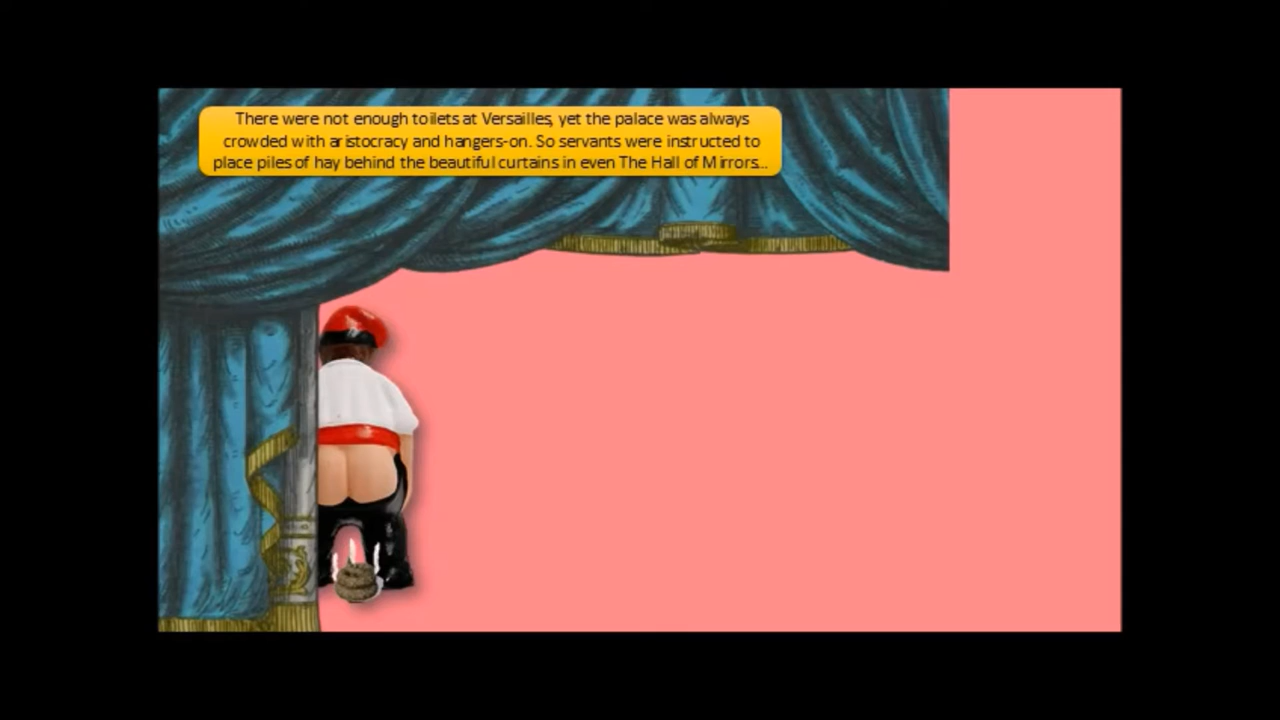 There were not enough toilets at Versailles, yet the palace was always
crowded with aristocracy and hangers-on. So servants were instructed to
place piles of hay behind the beautiful curtains in even The Hall of Mirrors...